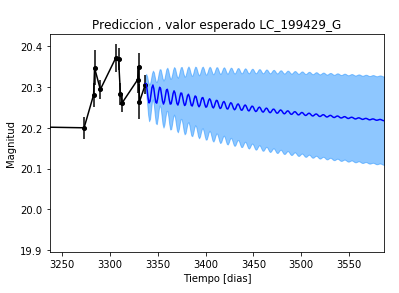 Prediccion , valor esperado LC_199429_G
20.4
20.3
20.2
20.1
20.0
19.9
Magnitud
3250 3300 3350 3400 3450 3500 3550
Tiempo [dias]